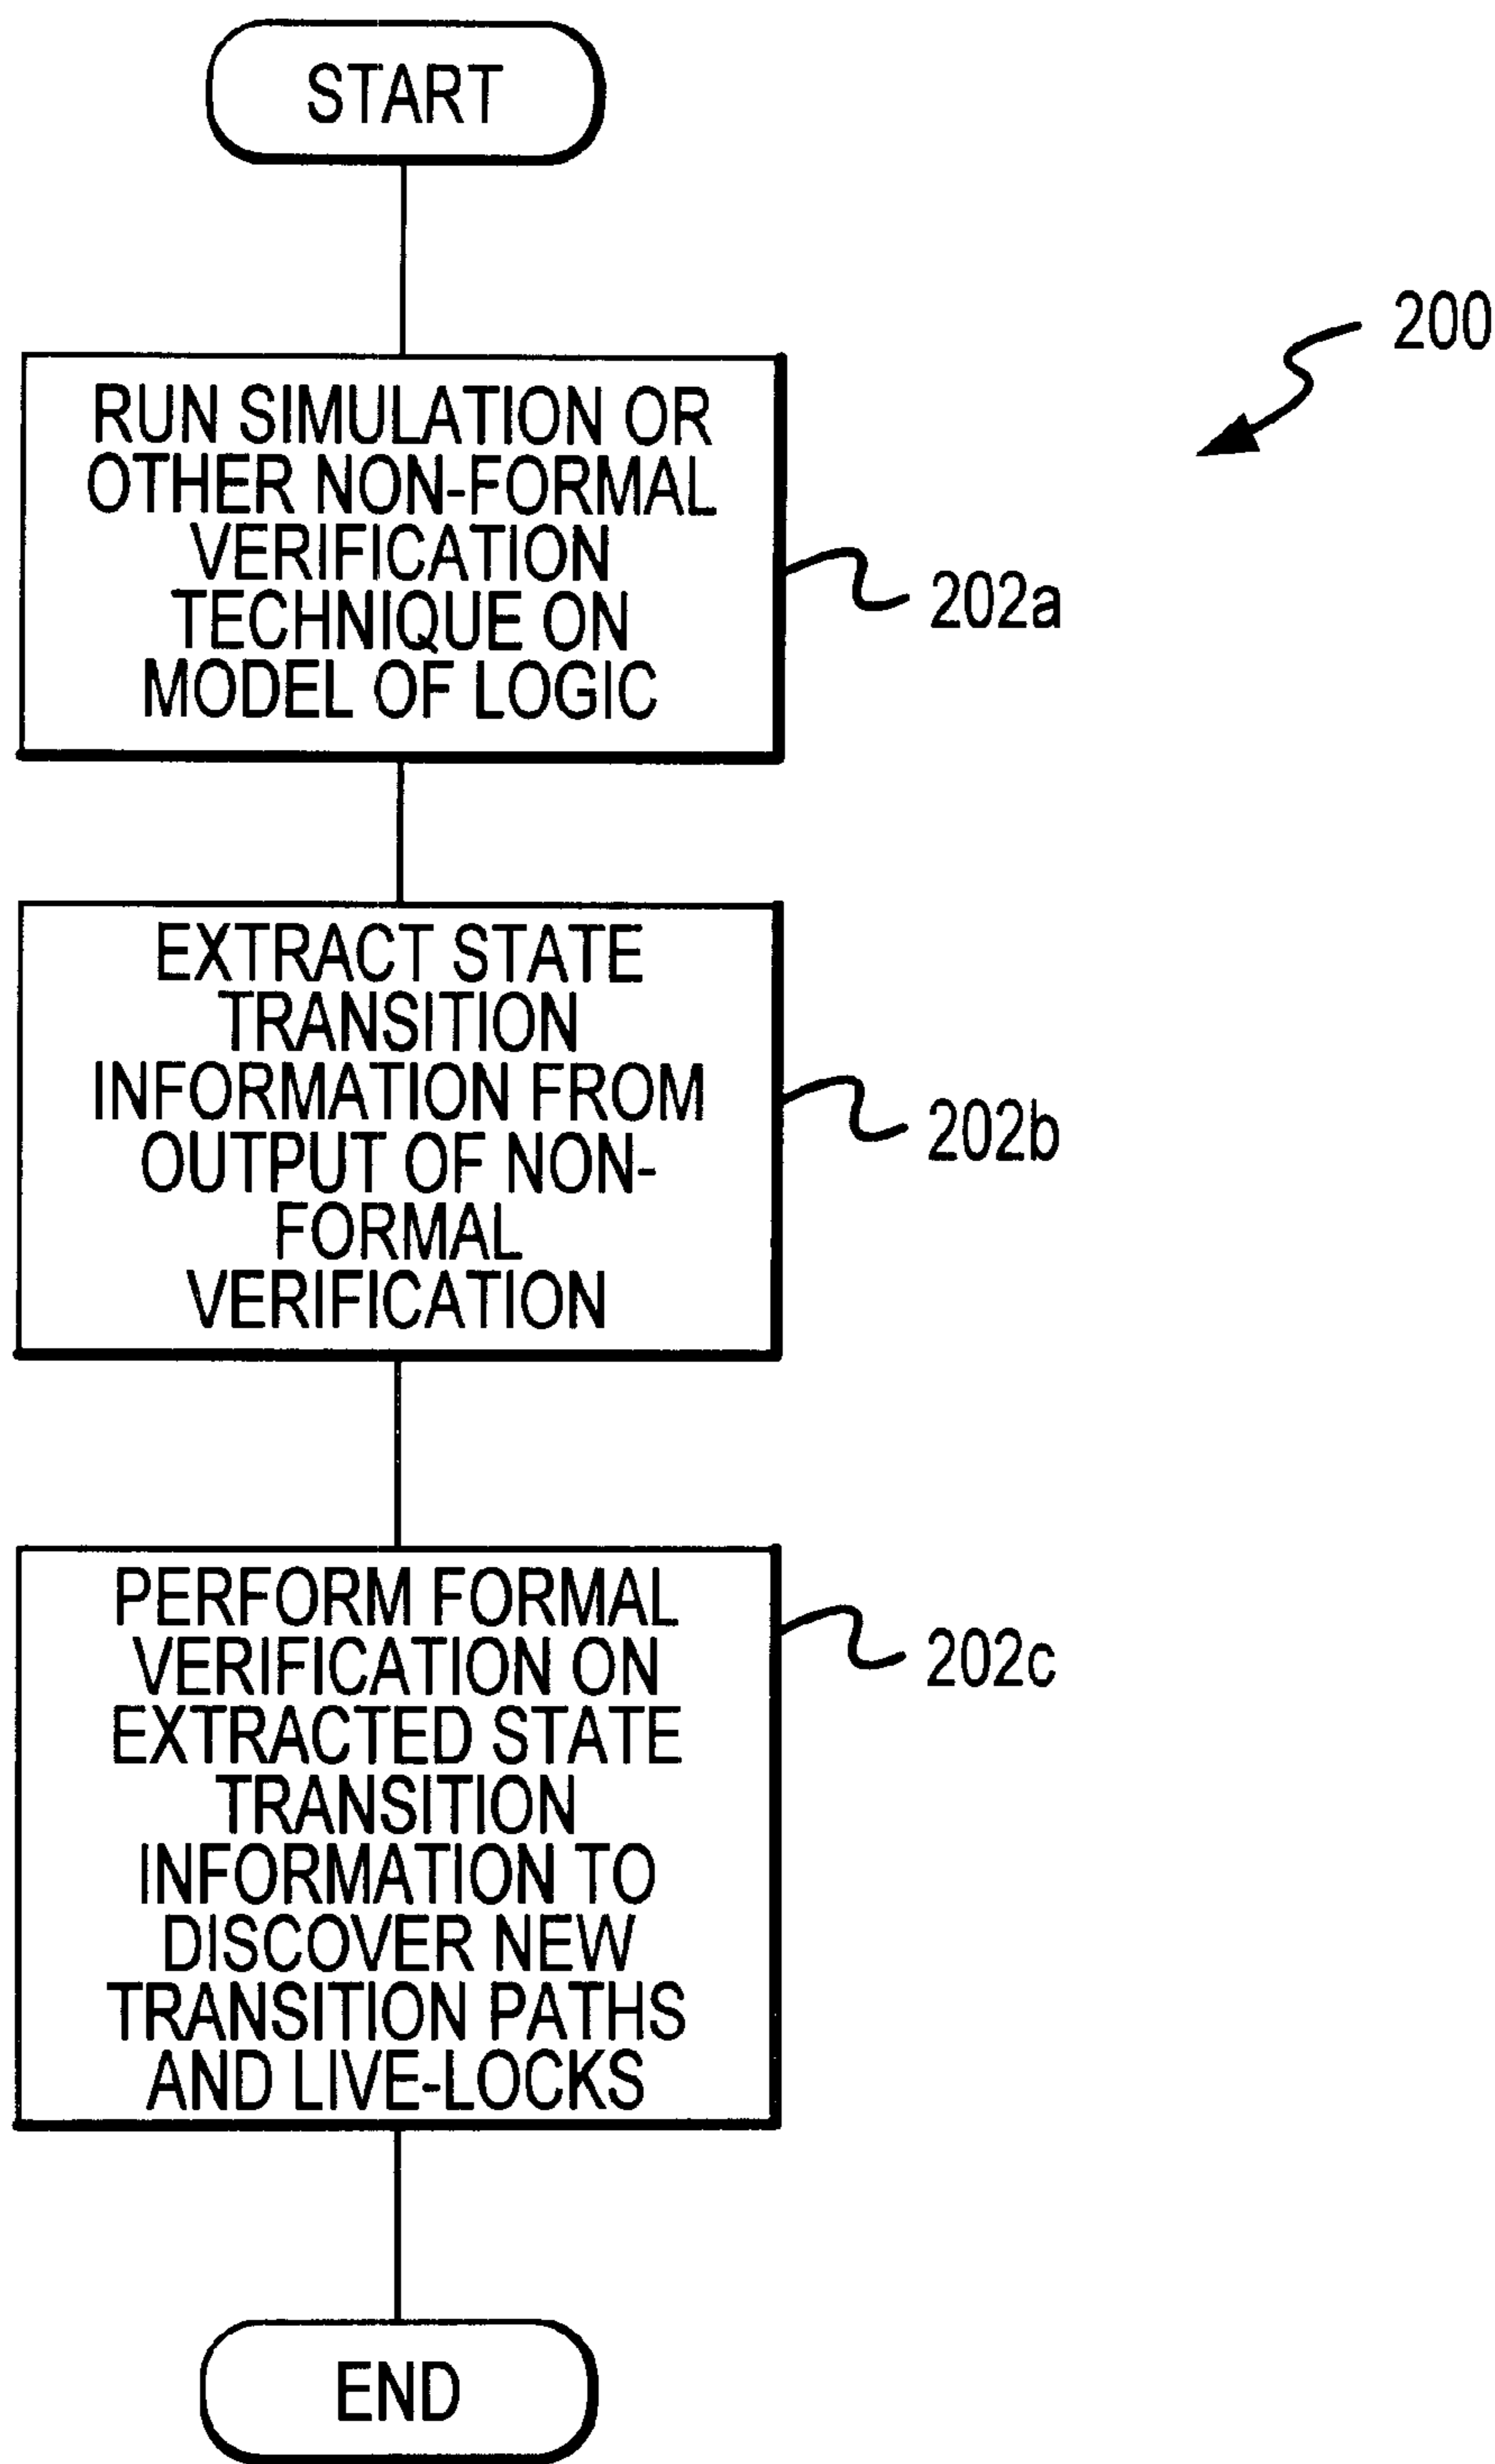 START
200
RUN SIMULATION OR
OTHER NON-FORMAL
VERIFICATION
TECHNIQUE ON
MODEL OF LOGIC
202a
EXTRACT STATE
TRANSITION
INFORMATION FROM
OUTPUT OF NON-
FORMAL
VERIFICATION
202b
PERFORM FORMAL
VERIFICATION ON
EXTRACTED STATE
TRANSITION
INFORMATION TO
DISCOVER NEW
TRANSITION PATHS
AND LIVE-LOCKS
202c
END